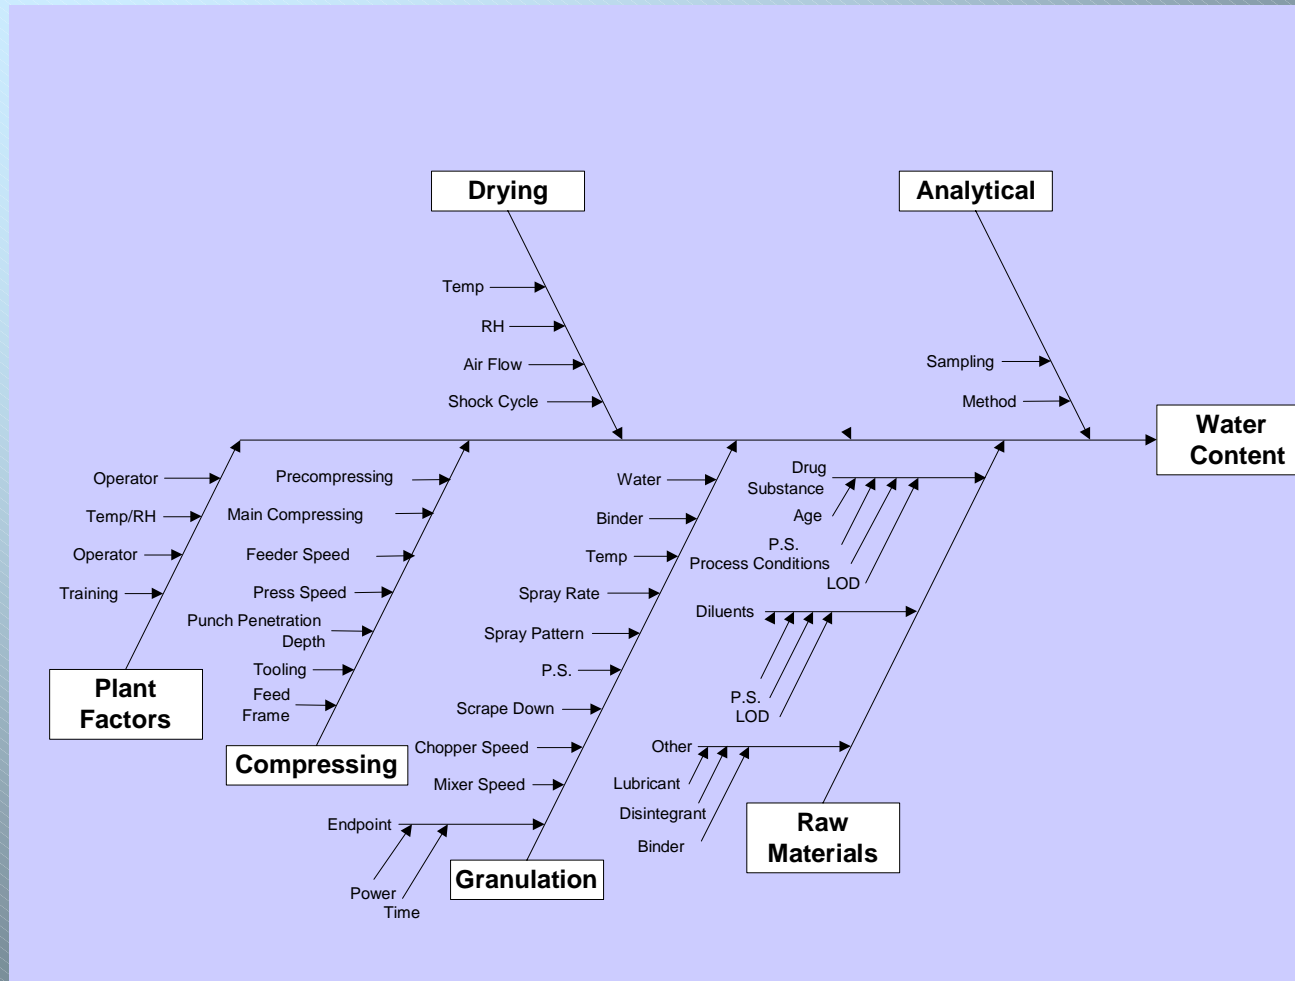 Drying
Analytical
Temp
RH
Air Flow
Shock Cycle
Sampling
Method
Water
Content
Operator
Temp/RH
Operator
Training
Plant
Factors
Precompressing
Main Compressing
Feeder Speed
Press Speed
Punch Penetration
Depth
Tooling
Feed
Frame
Compressing
Water
Binder
Temp
Spray Rate
Spray Pattern
P.S.
Scrape Down
Chopper Speed
Mixer Speed
Endpoint
Power
Time
Granulation
Drug
Substance
Age
P.S.
Process Conditions
LOD
Diluents
P.S.
LOD
Other
Lubricant
Disintegrant
Binder
Raw
Materials